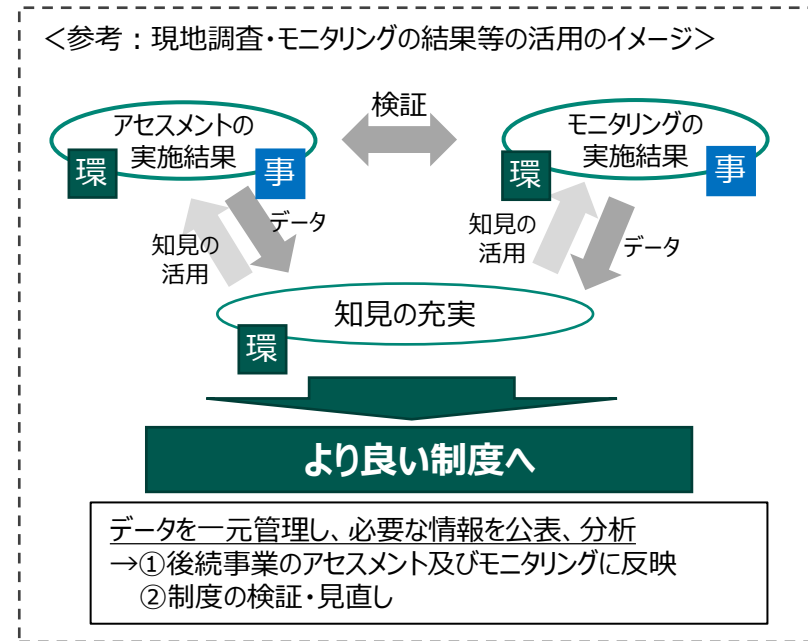 ＜参考：現地調査・モニタリングの結果等の活用のイメージ＞
検証
アセスメントの
実施結果
環
事
モニタリングの
実施結果
環
事
知見の
活用
データ
知見の
活用
データ
知見の充実
環
より良い制度へ
データを一元管理し、必要な情報を公表、分析
→①後続事業のアセスメント及びモニタリングに反映
②制度の検証・見直し